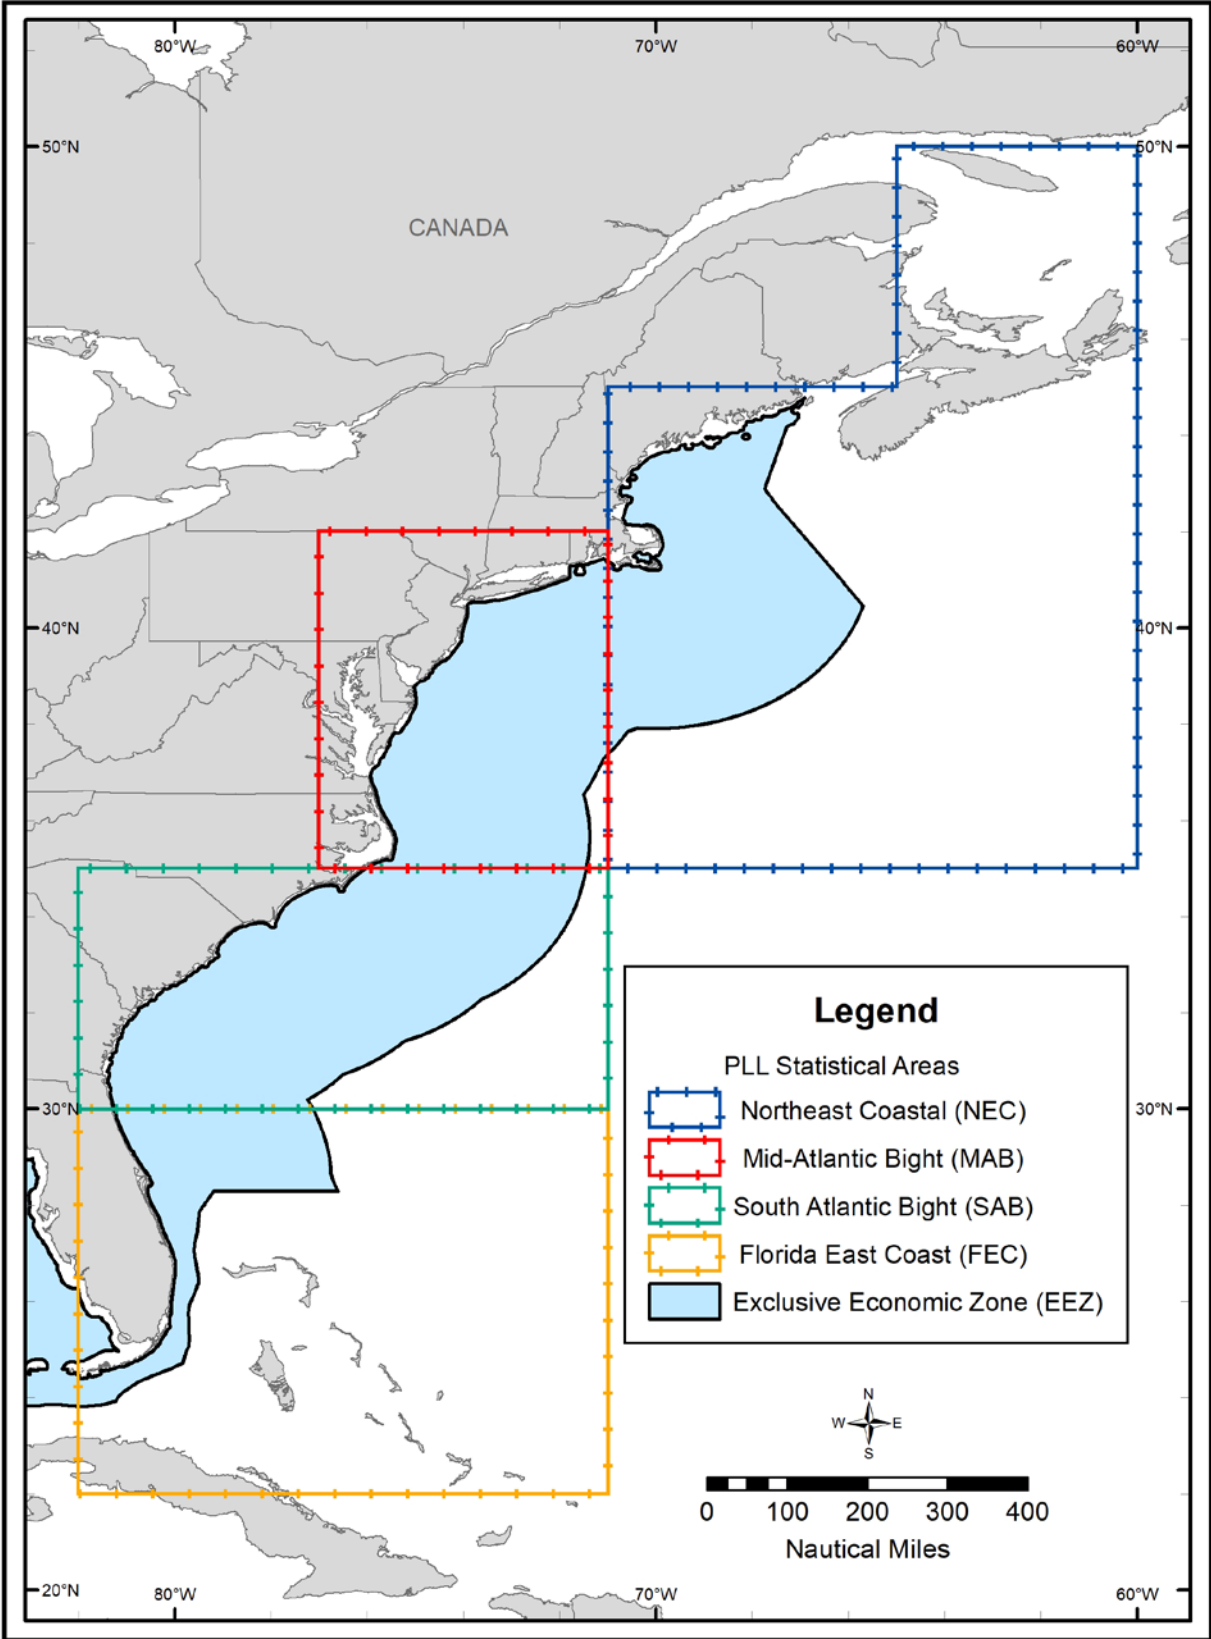 80°W 70°W 60°W
50°N 50°N
CANADA
40°N 40°N
Legend
PLL Statistical Areas
30°N 30°N
Northeast Coastal (NEC)
Mid-Atlantic Bight (MAB)
South Atlantic Bight (SAB)
Florida East Coast (FEC)
Exclusive Economic Zone (EEZ)
N
W E
S
0 100 200 300 400
Nautical Miles
20°N 80°W 70°W 60°W